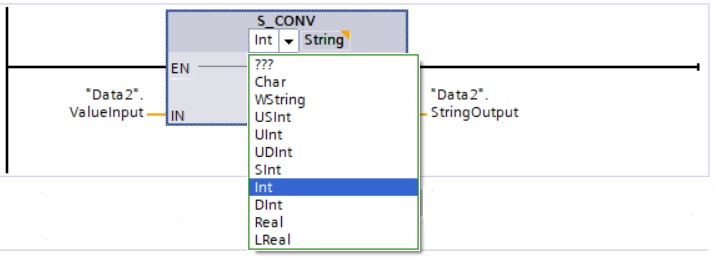 S_CONV
Int String
EN
"Data2".
ValueInput
IN
???
Char
WString
USInt
UInt
UDInt
SInt
Int
DInt
Real
LReal
"Data2".
StringOutput